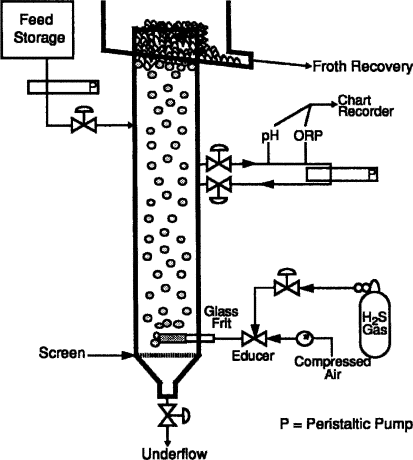 Feed
Storage
P
Froth Recovery
Chart
Recorder
pH
ORP
P
Glass
Frit
H₂S
Gas
Educer
Compressed
Air
Screen
Underflow
P = Peristaltic Pump